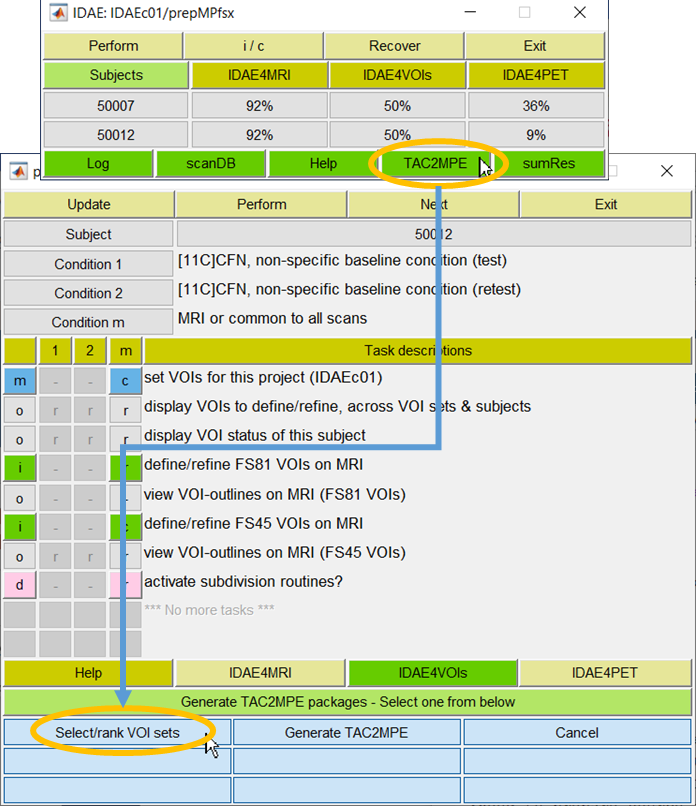 IDAE: IDAEc01/prepMPfsx
Perform i / c Recover Exit
Subjects IDAE4MRI IDAE4VOIs IDAE4PET
50007 92% 50% 36%
50012 92% 50% 9%
Log scanDB Help TAC2MPE sumRes
p
Update Perform Next Exit
Subject 50012
Condition 1 [11C]CFN, non-specific baseline condition (test)
Condition 2 [11C]CFN, non-specific baseline condition (retest)
Condition m MRI or common to all scans
1 2 m Task descriptions
m - - c set VOIs for this project (IDAEc01)
o r r r display VOIs to define/refine, across VOI sets & subjects
o r r r display VOI status of this subject
i - - r define/refine FS81 VOIs on MRI
o - - view VOI-outlines on MRI (FS81 VOIs)
i - - c define/refine FS45 VOIs on MRI
o r r r view VOI-outlines on MRI (FS45 VOIs)
d - - r activate subdivision routines?
*** No more tasks ***
Help IDAE4MRI IDAE4VOIs IDAE4PET
Generate TAC2MPE packages - Select one from below
Select/rank VOI sets Generate TAC2MPE Cancel